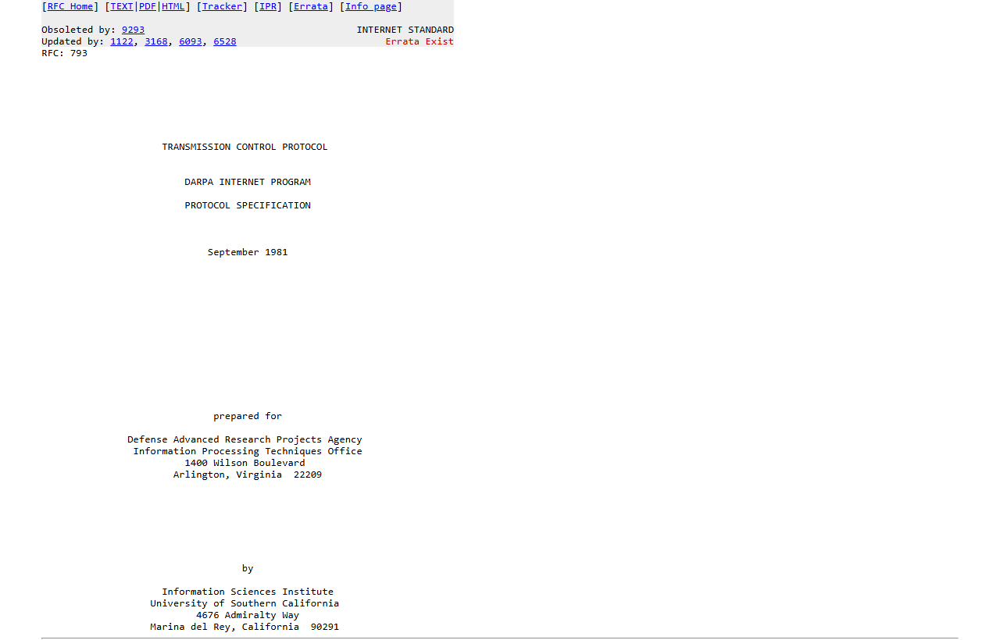 [RFC Home] [TEXT|PDF|HTML] [Tracker] [IPR] [Errata] [Info page]
Obsoleted by: 9293 INTERNET STANDARD
Updated by: 1122, 3168, 6093, 6528 Errata Exist
RFC: 793
TRANSMISSION CONTROL PROTOCOL
DARPA INTERNET PROGRAM
PROTOCOL SPECIFICATION
September 1981
prepared for
Defense Advanced Research Projects Agency
Information Processing Techniques Office
1400 Wilson Boulevard
Arlington, Virginia  22209
by
Information Sciences Institute
University of Southern California
4676 Admiralty Way
Marina del Rey, California  90291